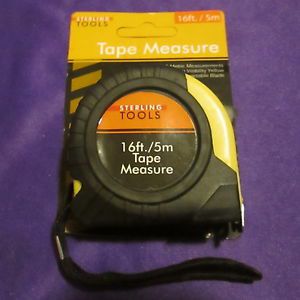 STERLING
TOOLS
16ft. / 5m
Tape Measure
Metric Measurements
Visibility Yellow
Blade
STERLING
TOOLS
16ft./5m
Tape
Measure